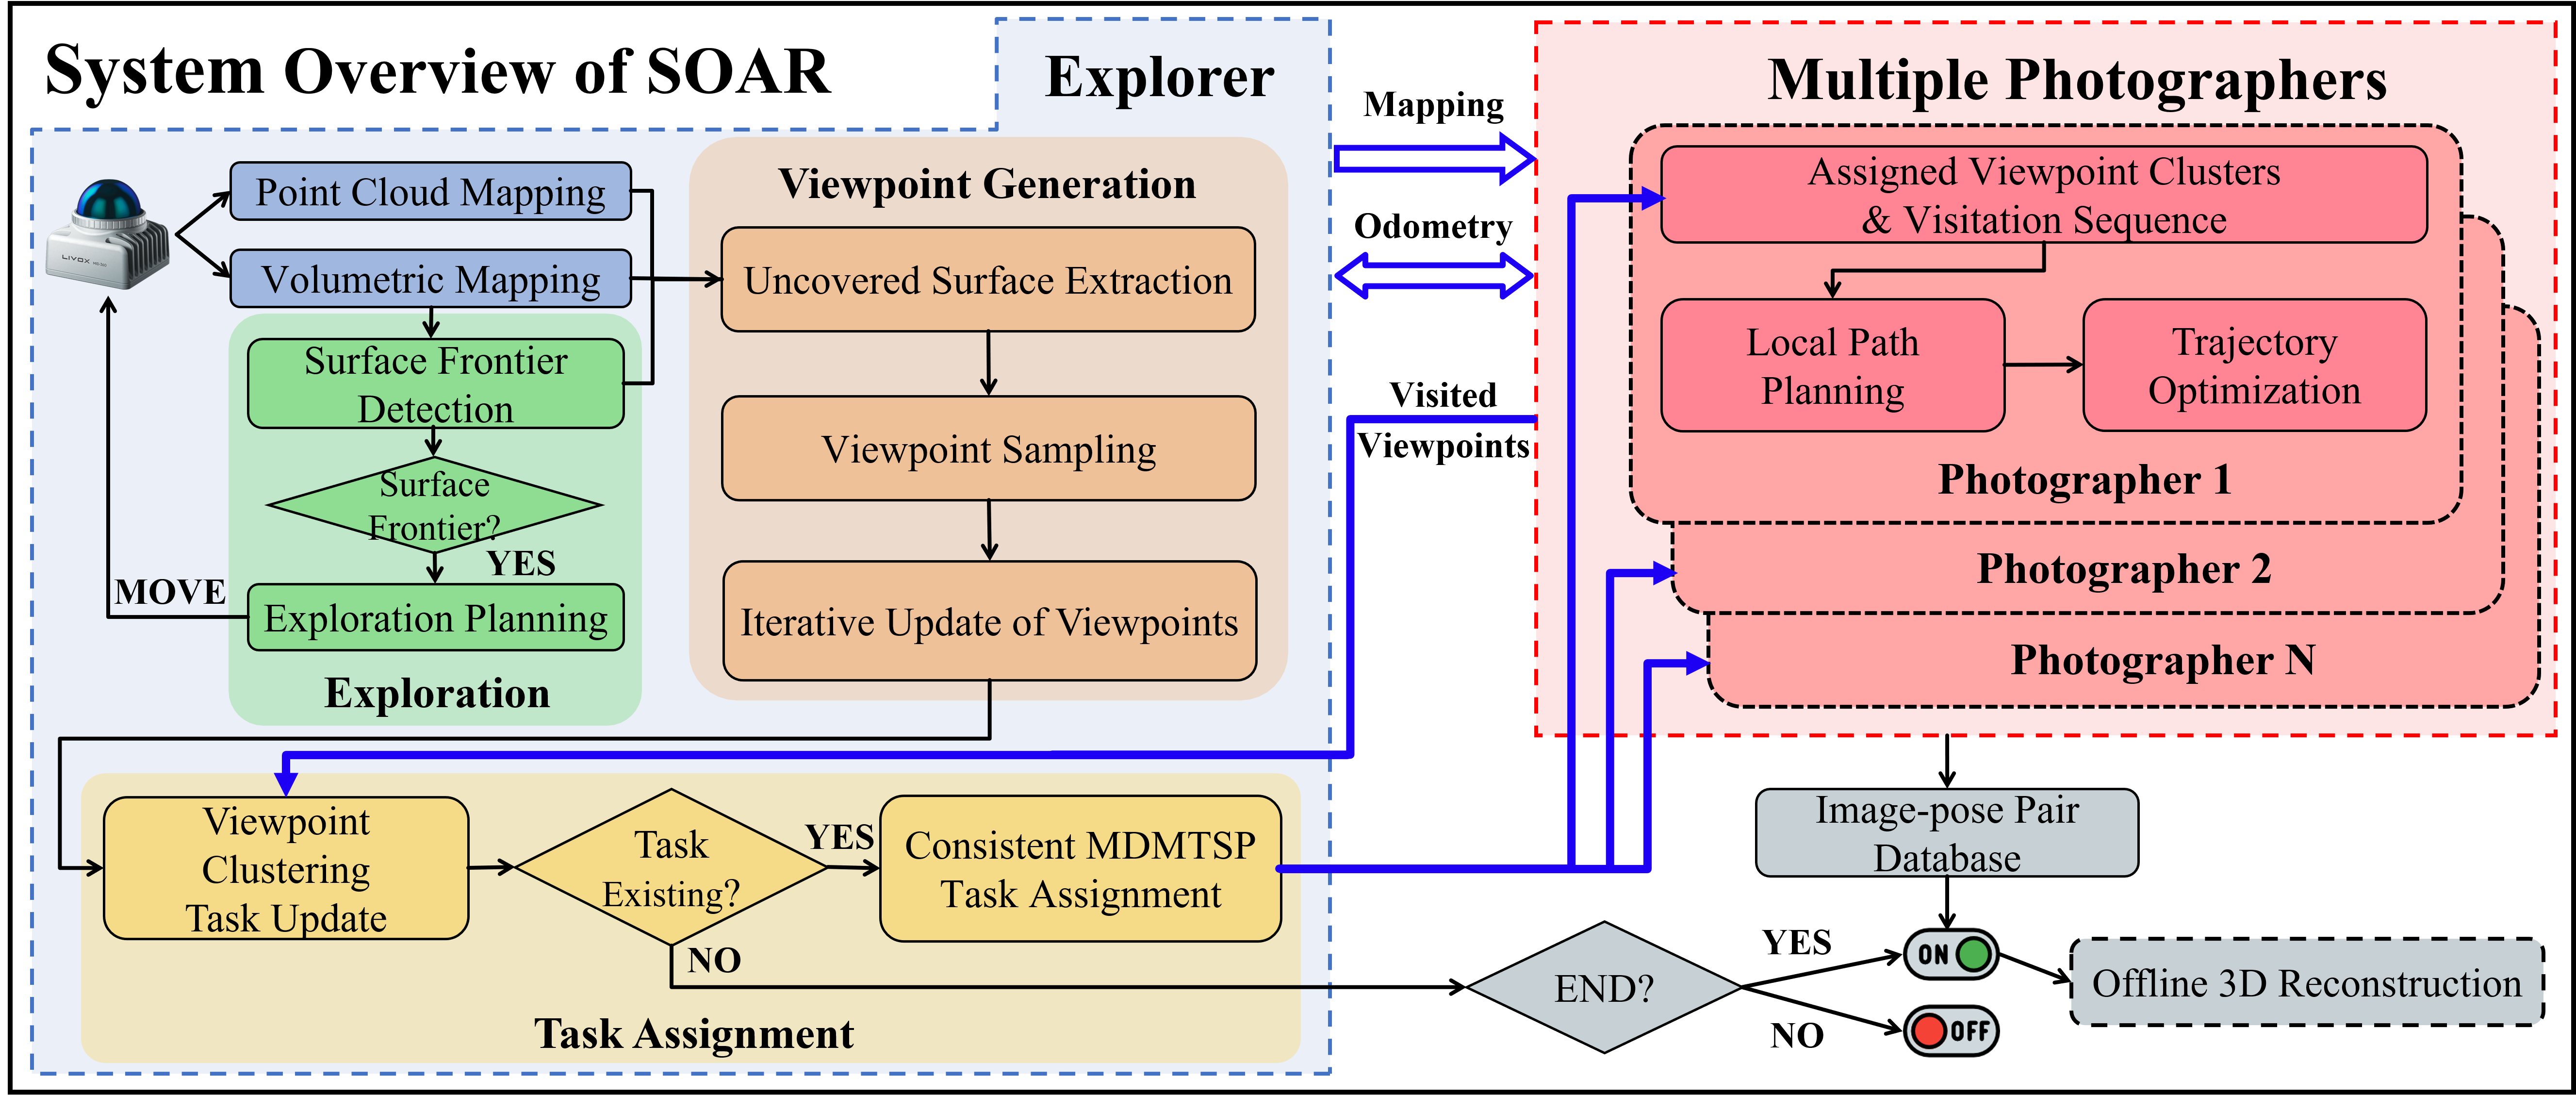 System Overview of SOAR
Explorer
LIVOX
Point Cloud Mapping
Volumetric Mapping
Surface Frontier
Detection
Surface
Frontier?
YES
Exploration Planning
MOVE
Exploration
Viewpoint Generation
Uncovered Surface Extraction
Viewpoint Sampling
Iterative Update of Viewpoints
Viewpoint
Clustering
Task Update
Task
Existing?
YES
NO
Consistent MDMTSP
Task Assignment
Task Assignment
Mapping
Odometry
Visited
Viewpoints
Multiple Photographers
Assigned Viewpoint Clusters
& Visitation Sequence
Local Path
Planning
Trajectory
Optimization
Photographer 1
Photographer 2
Photographer N
Image-pose Pair
Database
END?
YES
NO
ON
OFF
Offline 3D Reconstruction